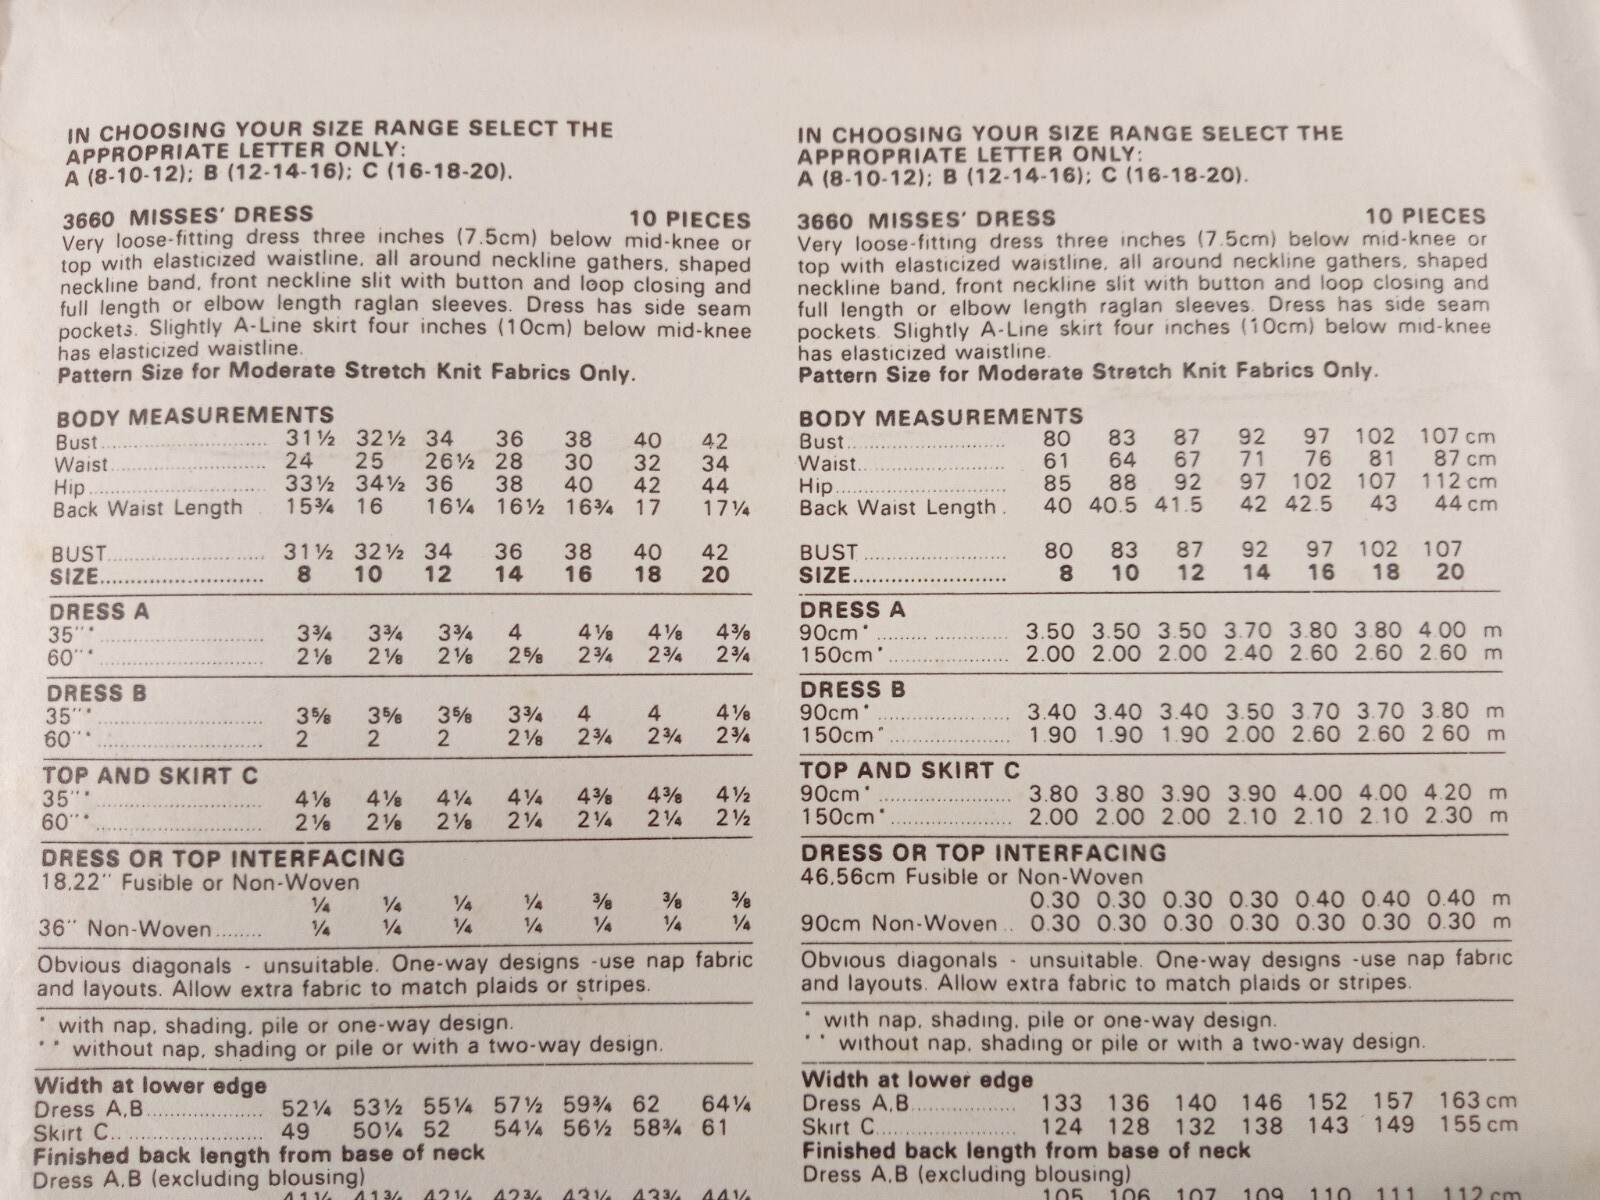 IN CHOOSING YOUR SIZE RANGE SELECT THE
APPROPRIATE LETTER ONLY:
A (8-10-12); B (12-14-16); C (16-18-20).
3660 MISSES' DRESS 10 PIECES
Very loose-fitting dress three inches (7.5cm) below mid-knee or
top with elasticized waistline, all around neckline gathers, shaped
neckline band, front neckline slit with button and loop closing and
full length or elbow length raglan sleeves. Dress has side seam
pockets. Slightly A-Line skirt four inches (10cm) below mid-knee
has elasticized waistline.
Pattern Size for Moderate Stretch Knit Fabrics Only.
BODY MEASUREMENTS
Bust 31½ 32½ 34 36 38 40 42
Waist 24 25 26½ 28 30 32 34
Hip 33½ 34½ 36 38 40 42 44
Back Waist Length 15¾ 16 16¼ 16½ 16¾ 17 17¼
BUST 31½ 32½ 34 36 38 40 42
SIZE 8 10 12 14 16 18 20
DRESS A
35"* 3¾ 3¾ 3¾ 4 4⅛ 4⅛ 4⅜
60"* 2⅛ 2⅛ 2⅛ 2⅝ 2¾ 2¾ 2¾
DRESS B
35"* 3⅝ 3⅝ 3⅝ 3¾ 4 4 4⅛
60"* 2 2 2 2⅛ 2¾ 2¾ 2¾
TOP AND SKIRT C
35"* 4⅛ 4⅛ 4¼ 4¼ 4⅜ 4⅜ 4½
60"* 2⅛ 2⅛ 2⅛ 2¼ 2¼ 2¼ 2½
DRESS OR TOP INTERFACING
18,22" Fusible or Non-Woven
¼ ¼ ¼ ¼ ⅜ ⅜ ⅜
36" Non-Woven ¼ ¼ ¼ ¼ ¼ ¼ ¼
Obvious diagonals - unsuitable. One-way designs -use nap fabric
and layouts. Allow extra fabric to match plaids or stripes.
* with nap, shading, pile or one-way design.
** without nap, shading or pile or with a two-way design.
Width at lower edge
Dress A,B 52¼ 53½ 55¼ 57½ 59¾ 62 64¼
Skirt C 49 50¼ 52 54¼ 56½ 58¾ 61
Finished back length from base of neck
Dress A,B (excluding blousing)
41¼ 41¾ 42¼ 42¾ 43¼ 43¾ 44¼
IN CHOOSING YOUR SIZE RANGE SELECT THE
APPROPRIATE LETTER ONLY:
A (8-10-12); B (12-14-16); C (16-18-20).
3660 MISSES' DRESS 10 PIECES
Very loose-fitting dress three inches (7.5cm) below mid-knee or
top with elasticized waistline, all around neckline gathers, shaped
neckline band, front neckline slit with button and loop closing and
full length or elbow length raglan sleeves. Dress has side seam
pockets. Slightly A-Line skirt four inches (10cm) below mid-knee
has elasticized waistline.
Pattern Size for Moderate Stretch Knit Fabrics Only.
BODY MEASUREMENTS
Bust 80 83 87 92 97 102 107 cm
Waist 61 64 67 71 76 81 87 cm
Hip 85 88 92 97 102 107 112 cm
Back Waist Length 40 40.5 41.5 42 42.5 43 44 cm
BUST 80 83 87 92 97 102 107
SIZE 8 10 12 14 16 18 20
DRESS A
90cm* 3.50 3.50 3.50 3.70 3.80 3.80 4.00 m
150cm* 2.00 2.00 2.00 2.40 2.60 2.60 2.60 m
DRESS B
90cm* 3.40 3.40 3.40 3.50 3.70 3.70 3.80 m
150cm* 1.90 1.90 1.90 2.00 2.60 2.60 2.60 m
TOP AND SKIRT C
90cm* 3.80 3.80 3.90 3.90 4.00 4.00 4.20 m
150cm* 2.00 2.00 2.00 2.10 2.10 2.10 2.30 m
DRESS OR TOP INTERFACING
46,56cm Fusible or Non-Woven
0.30 0.30 0.30 0.30 0.40 0.40 0.40 m
90cm Non-Woven 0.30 0.30 0.30 0.30 0.30 0.30 0.30 m
Obvious diagonals - unsuitable. One-way designs -use nap fabric
and layouts. Allow extra fabric to match plaids or stripes.
* with nap, shading, pile or one-way design.
** without nap, shading or pile or with a two-way design.
Width at lower edge
Dress A,B 133 136 140 146 152 157 163 cm
Skirt C 124 128 132 138 143 149 155 cm
Finished back length from base of neck
Dress A,B (excluding blousing)
105 106 107 109 110 111 112 cm